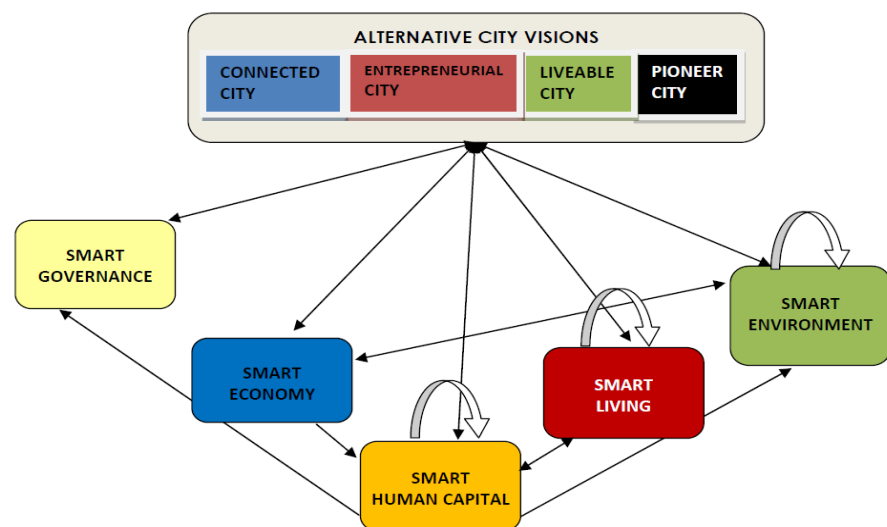 ALTERNATIVE CITY VISIONS
CONNECTED
CITY
ENTREPRENEURIAL
CITY
LIVEABLE
CITY
PIONEER
CITY
SMART
GOVERNANCE
SMART
ENVIRONMENT
SMART
ECONOMY
SMART
LIVING
SMART
HUMAN CAPITAL